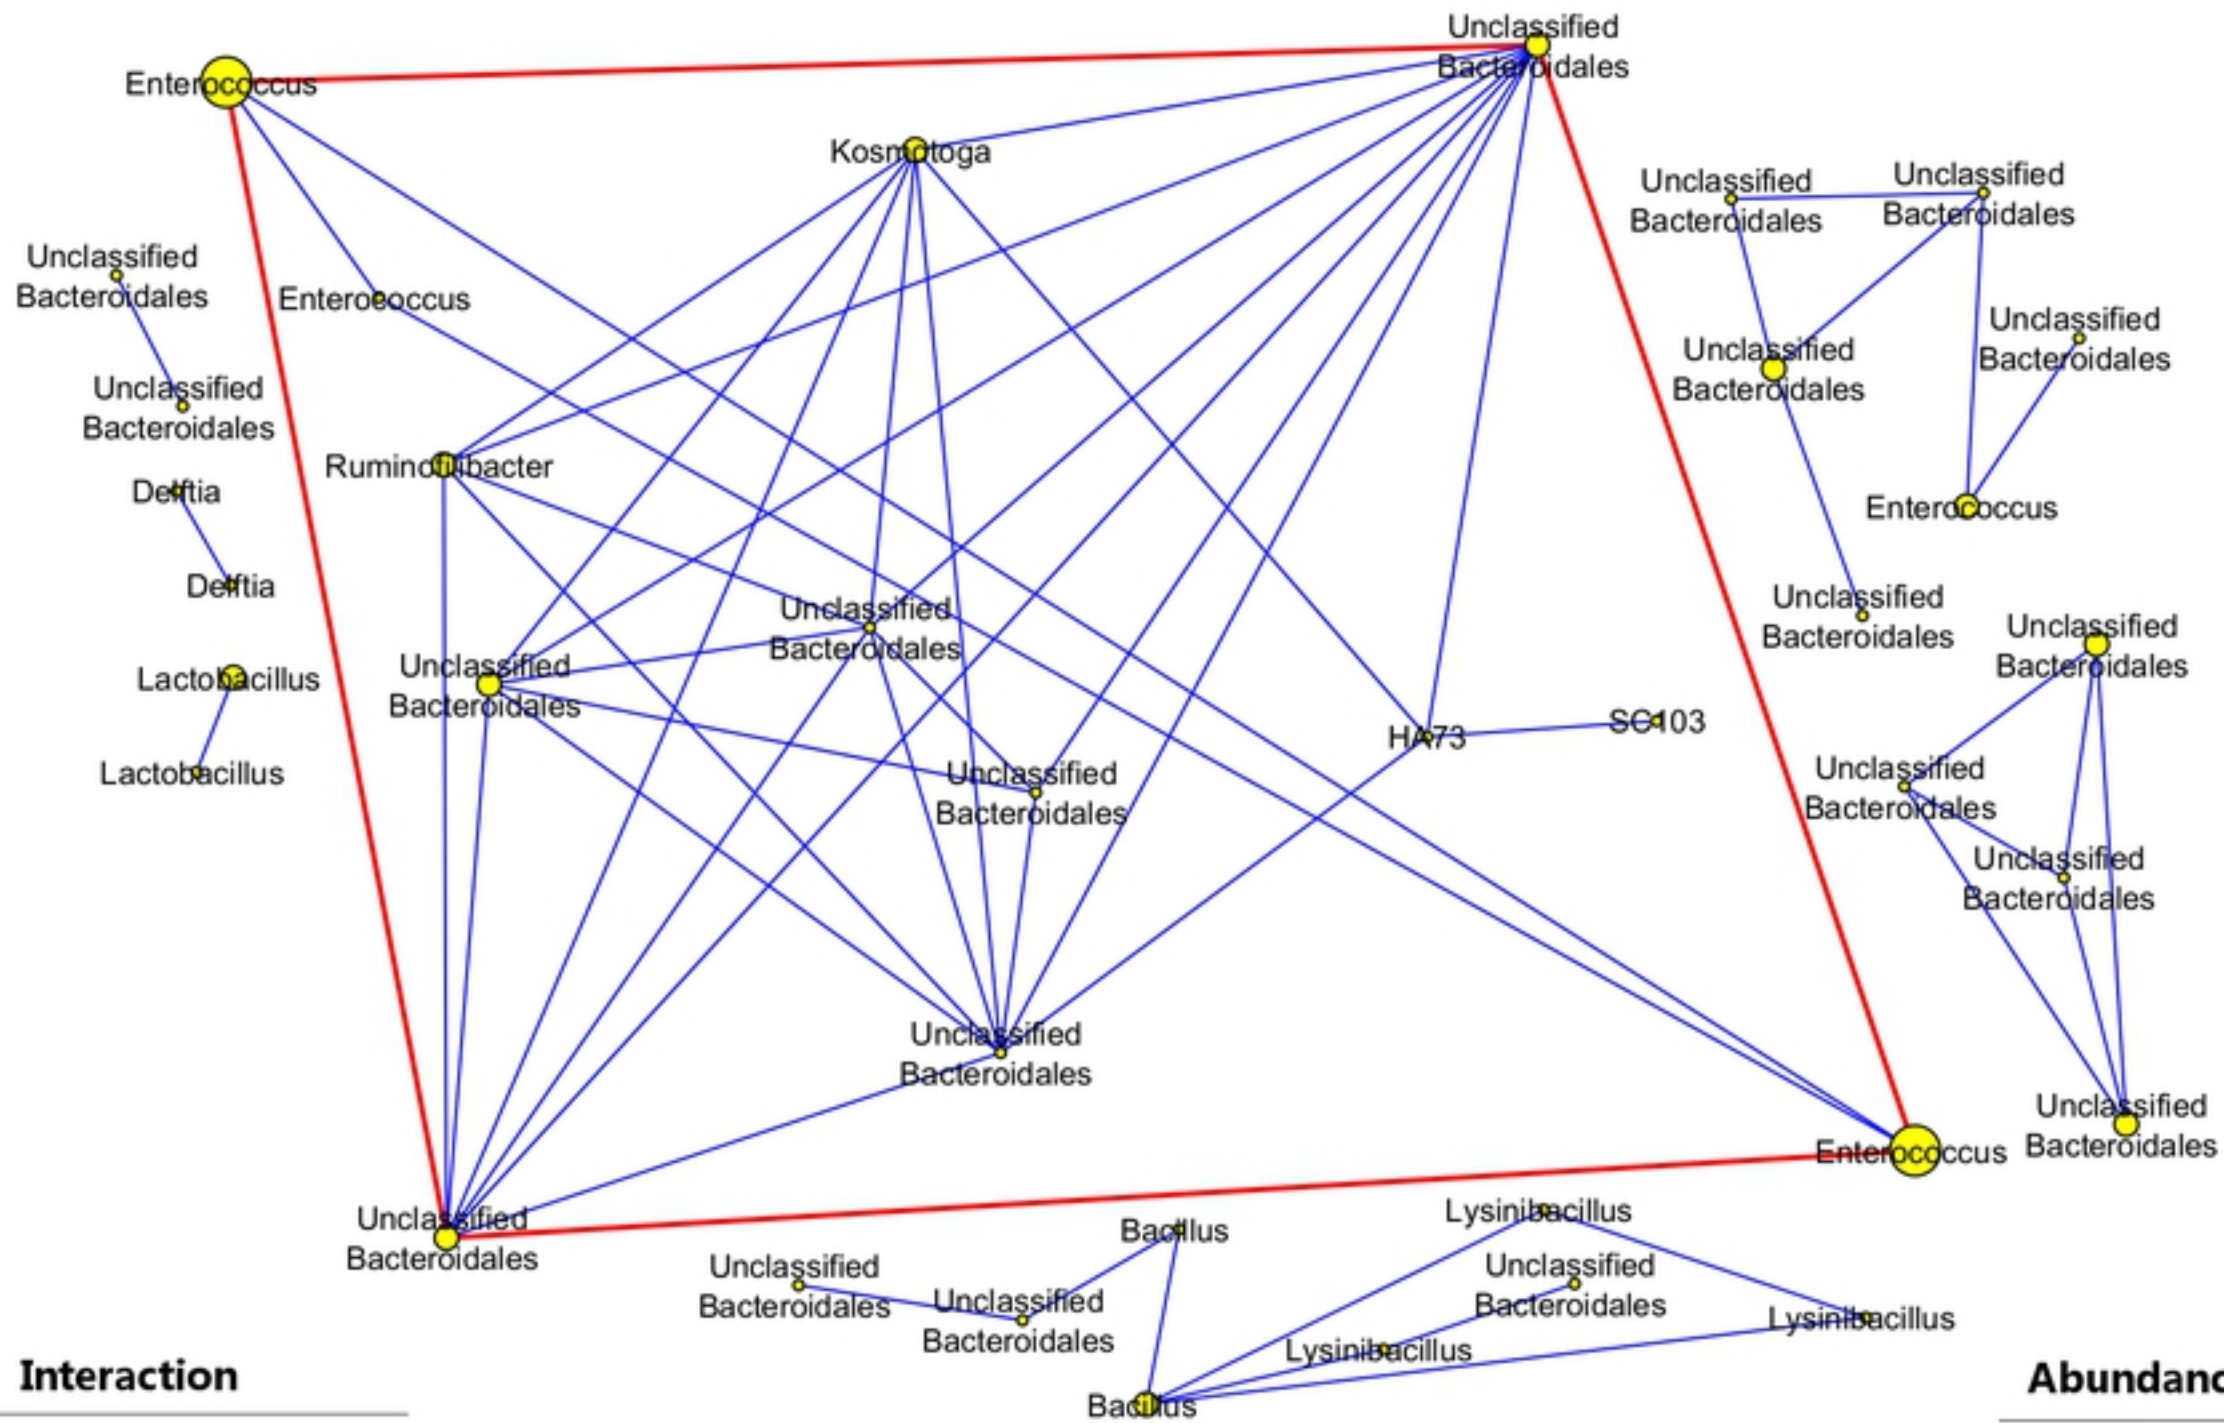 Unclassified
Bacteroidales
Enterococcus
Kosmotoga
Unclassified
Bacteroidales
Unclassified
Bacteroidales
Unclassified
Bacteroidales
Enterococcus
Unclassified
Bacteroidales
Unclassified
Bacteroidales
Unclassified
Bacteroidales
Ruminofilibacter
Delftia
Enterococcus
Delftia
Unclassified
Bacteroidales
Unclassified
Bacteroidales
Unclassified
Bacteroidales
Unclassified
Bacteroidales
Lactobacillus
HA73
SC103
Lactobacillus
Unclassified
Bacteroidales
Unclassified
Bacteroidales
Unclassified
Bacteroidales
Unclassified
Bacteroidales
Unclassified
Bacteroidales
Enterococcus
Unclassified
Bacteroidales
Lysinibacillus
Bacillus
Unclassified
Bacteroidales
Unclassified
Bacteroidales
Unclassified
Bacteroidales
Lysinibacillus
Lysinibacillus
Bacillus
Interaction
Abundanc